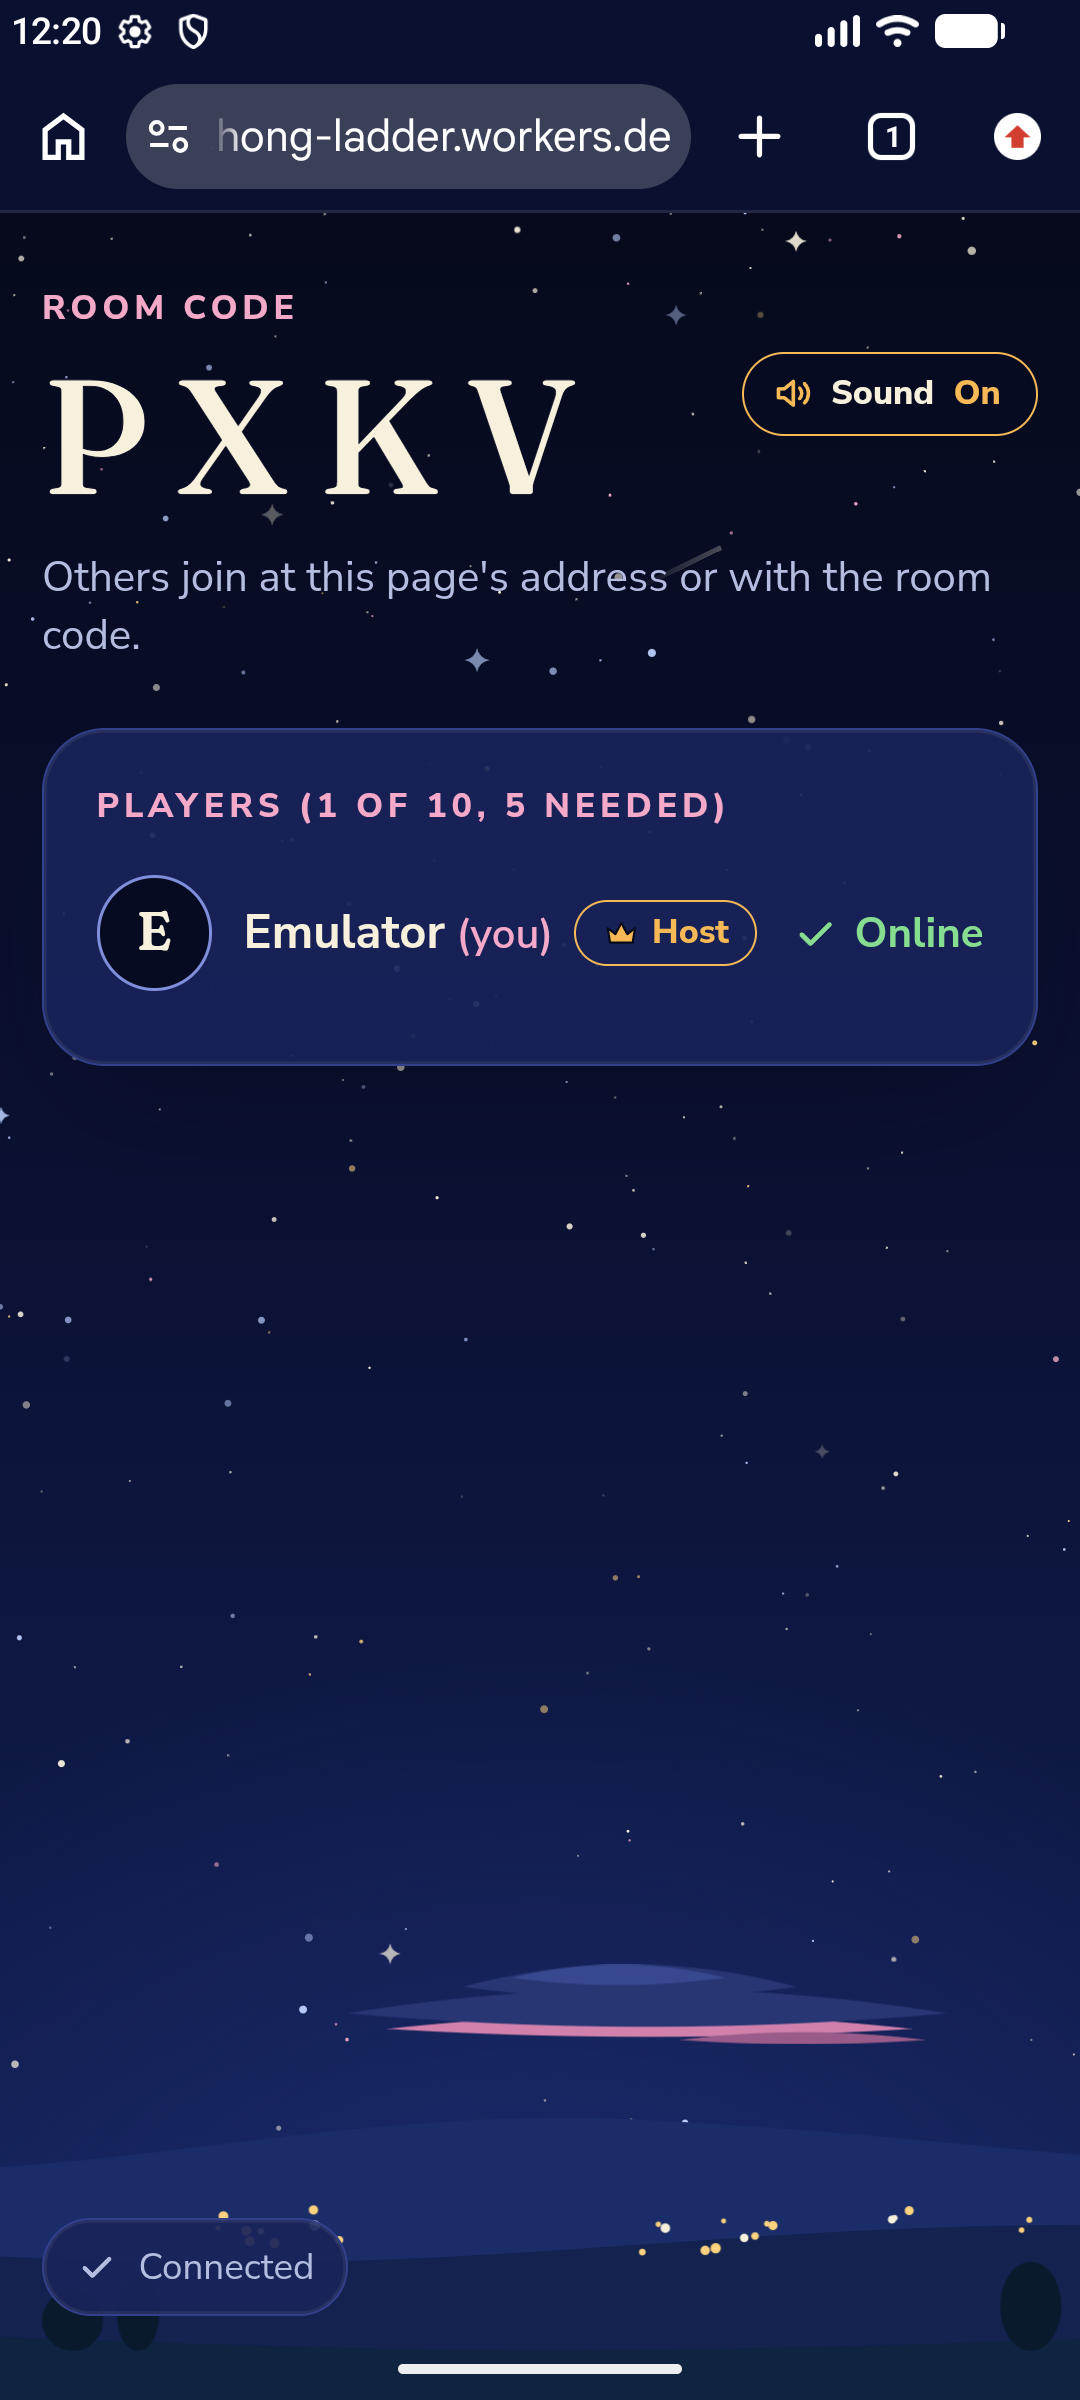 12:20
hong-ladder.workers.de
1
ROOM CODE
PXKV
Sound On
Others join at this page's address or with the room
code.
PLAYERS (1 OF 10, 5 NEEDED)
E
Emulator (you)
Host
Online
Connected